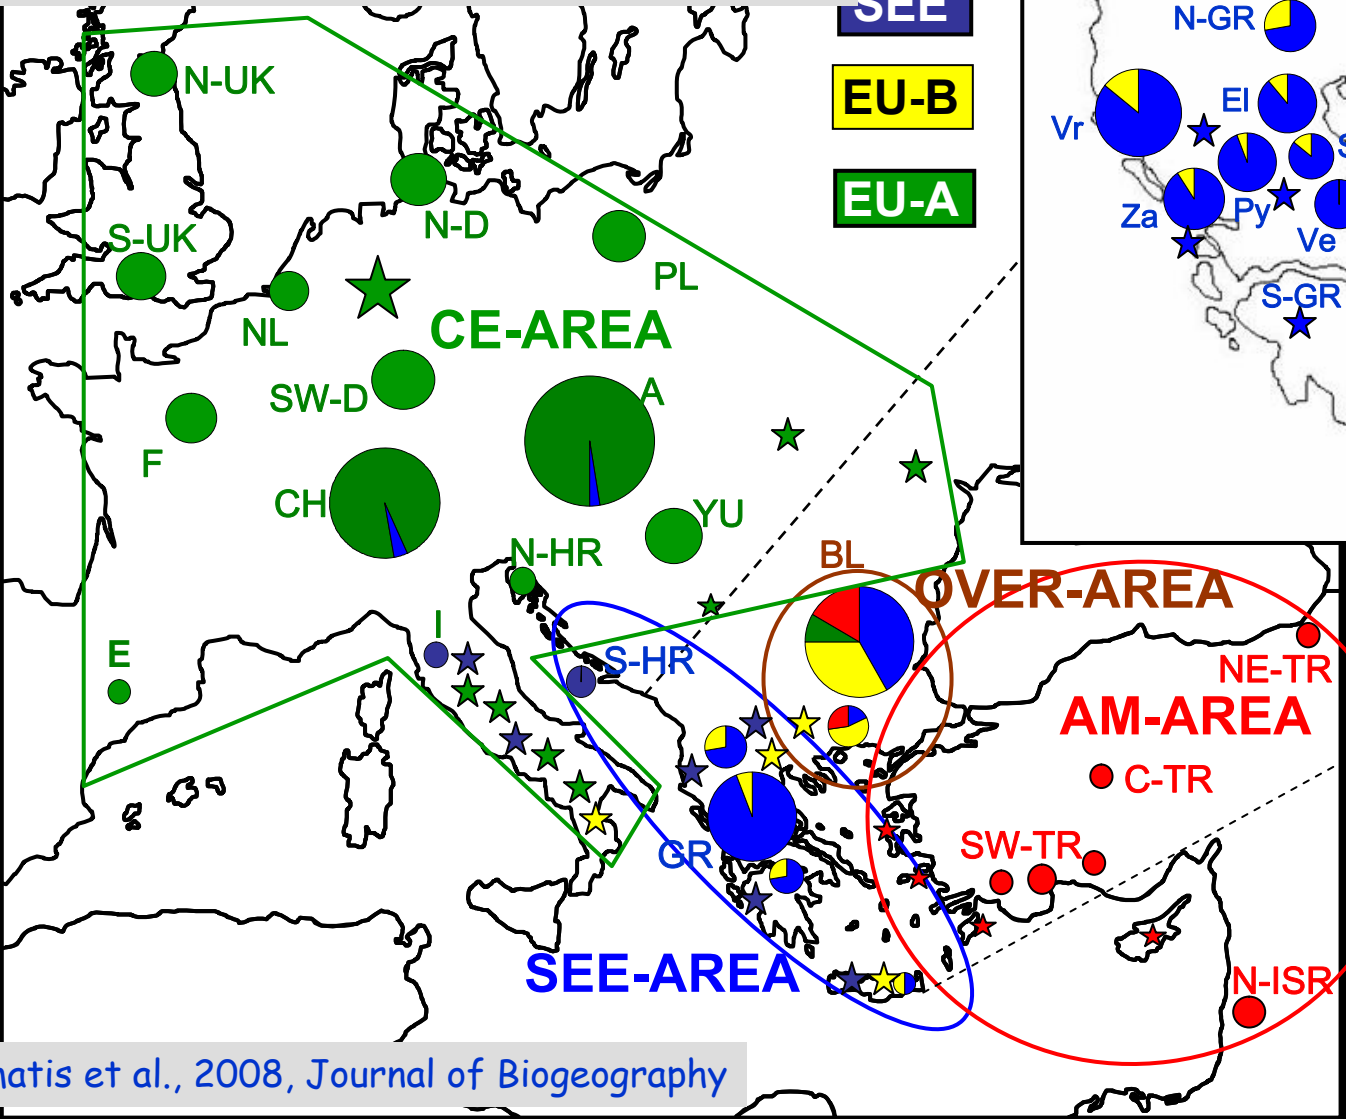 SEE
EU-B
EU-A
N-GR
Vr
El
Za
Py
Ve
S-GR
N-UK
S-UK
N-D
PL
NL
CE-AREA
SW-D
A
F
CH
YU
N-HR
BL
OVER-AREA
I
E
S-HR
NE-TR
AM-AREA
C-TR
SW-TR
GR
SEE-AREA
N-ISR
et al., 2008, Journal of Biogeography